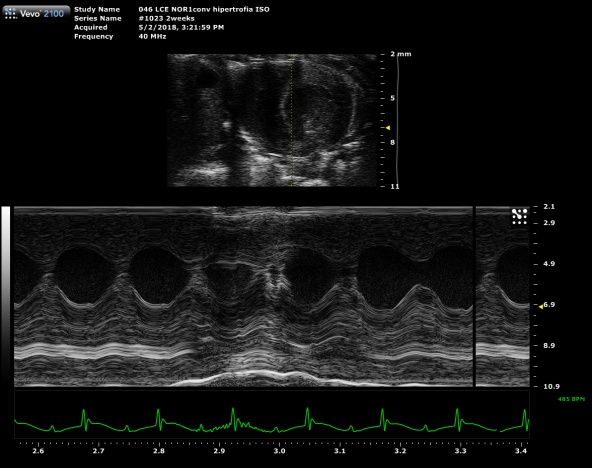 Vevo 2100
Study Name 046 LCE NOR1conv hipertrofia ISO
Series Name #1023 2weeks
Acquired 5/2/2018, 3:21:59 PM
Frequency 40 MHz
2 mm
5
8
11
2.1
2.9
4.9
6.9
8.9
10.9
485 BPM
2.6 2.7 2.8 2.9 3.0 3.1 3.2 3.3 3.4